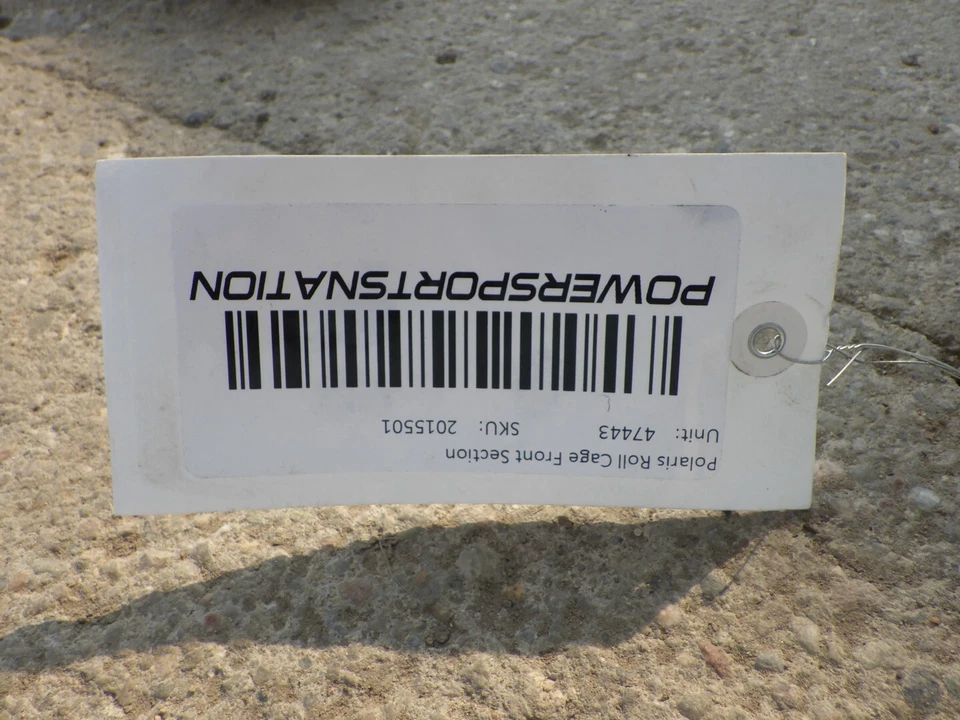 Polaris Roll Cage Front Section
Unit: 47443 SKU: 2015501
POWERSPORTSNATION